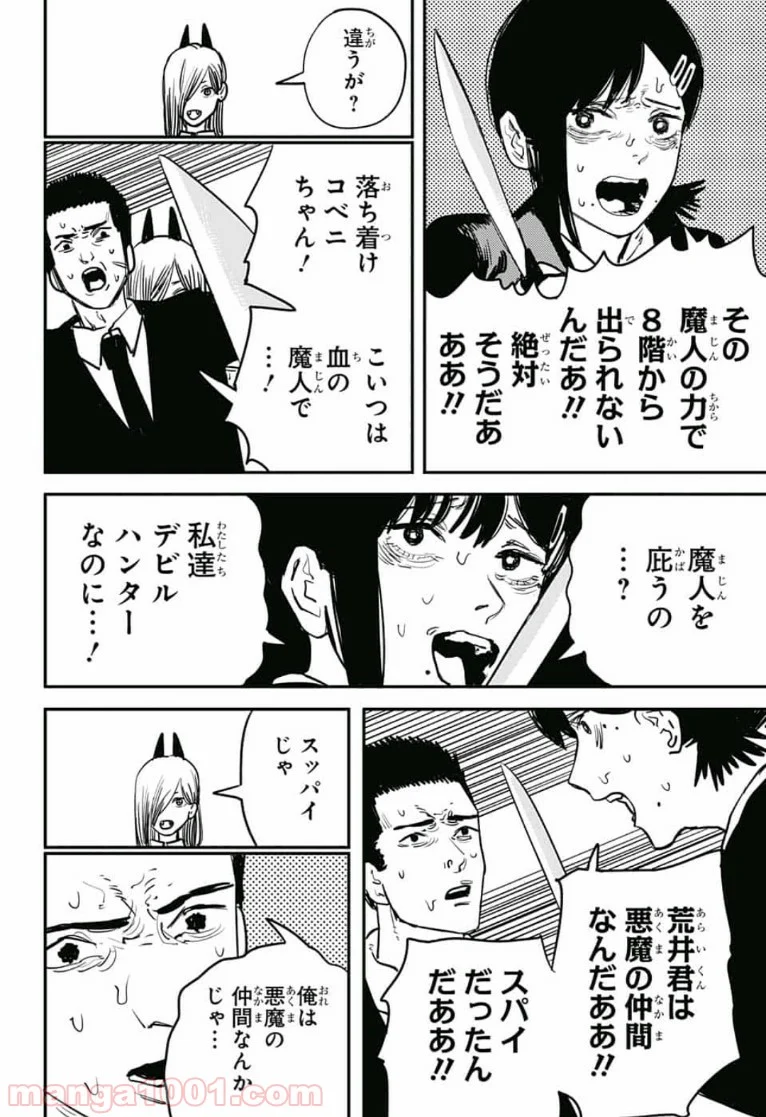 その
魔人の力で
8階から
出られない
んだあ!!
絶対
そうだあ
ああ!!
違うが?
落ち着け
コベニ
ちゃん!
こいつは
血の
魔人で
…!
魔人を
庇うの
…?
私達
デビル
ハンター
なのに…!
荒井君は
悪魔の仲間
なんだああ!!
スパイ
だったん
だああ!!
スッパイ
じゃ
俺は
悪魔の
仲間なんか
じゃ…
manga1001.com